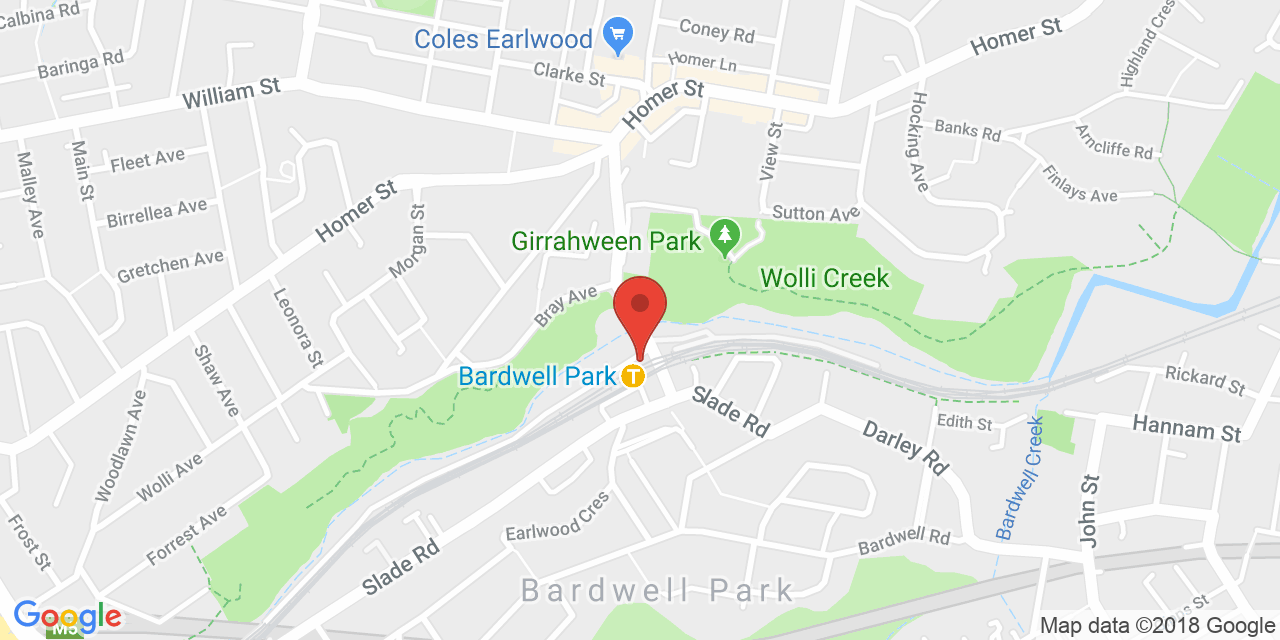 Calbina Rd
Coles Earlwood
Coney Rd
Homer St
Highland Cres
Baringa Rd
Clarke St
Homer Ln
William St
Homer St
Hocking Ave
Banks Rd
Arncliffe Rd
Malley Ave
Main St
Fleet Ave
View St
Finlays Ave
Birrellea Ave
Homer St
Morgan St
Sutton Ave
Girrahween Park
Gretchen Ave
Wolli Creek
Leonora St
Bray Ave
Shaw Ave
Bardwell Park
T
Slade Rd
Rickard St
Woodlawn Ave
Edith St
Hannam St
Darley Rd
Wolli Ave
Bardwell Creek
Frost St
Forrest Ave
Earlwood Cres
John St
Bardwell Rd
Slade Rd
Bardwell Park
Google
M5
Map data ©2018 Google